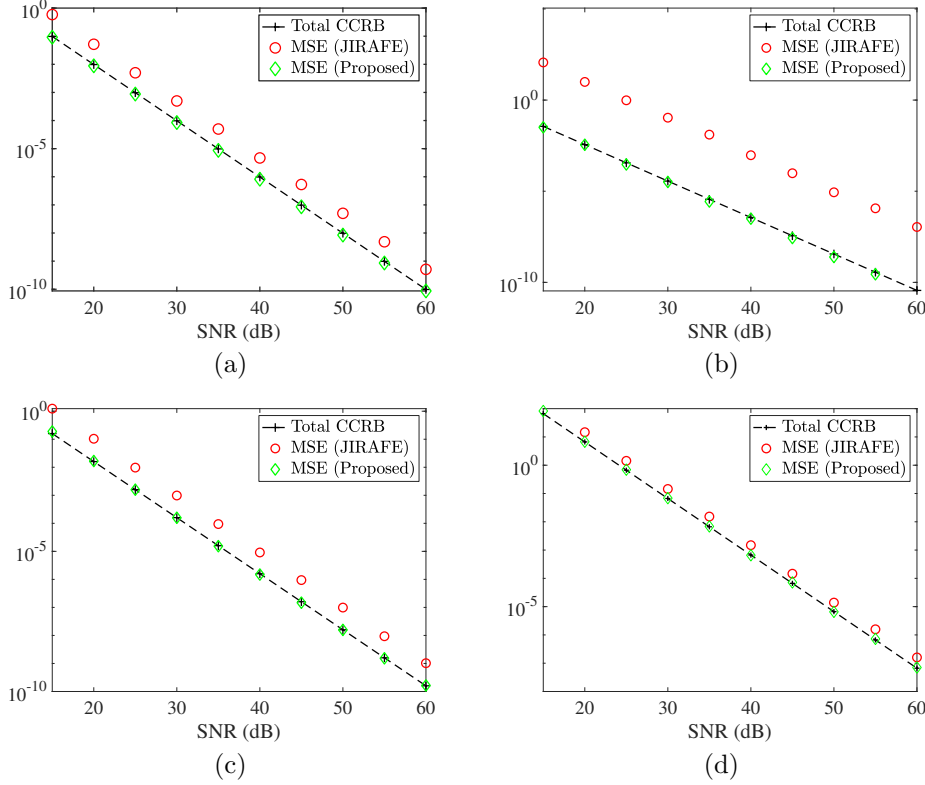 10^0
10^-5
10^-10
20 30 40 50 60
SNR (dB)
Total CCRB
MSE (JIRAFE)
MSE (Proposed)
(a)
10^0
10^-10
20 30 40 50 60
SNR (dB)
Total CCRB
MSE (JIRAFE)
MSE (Proposed)
(b)
10^0
10^-5
10^-10
20 30 40 50 60
SNR (dB)
Total CCRB
MSE (JIRAFE)
MSE (Proposed)
(c)
10^0
10^-5
20 30 40 50 60
SNR (dB)
Total CCRB
MSE (JIRAFE)
MSE (Proposed)
(d)